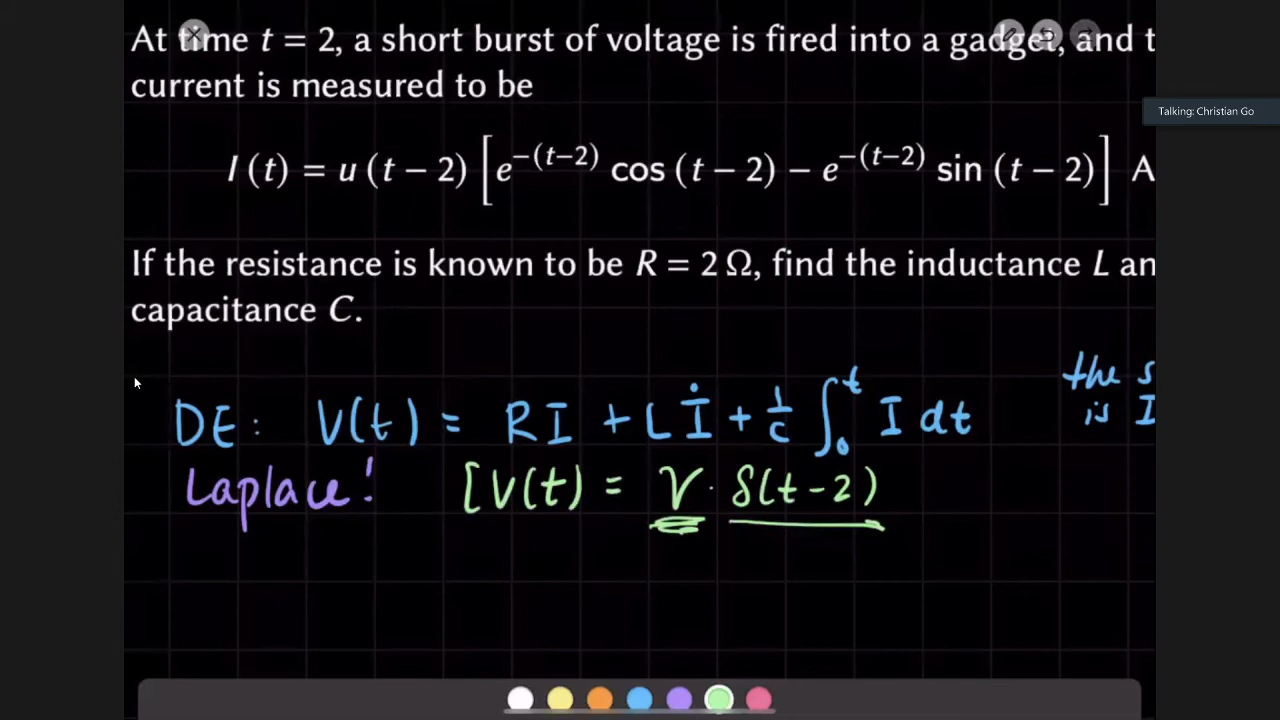 At time t = 2, a short burst of voltage is fired into a gadget, and t
current is measured to be
Talking: Christian Go
I (t) = u (t − 2) [e^−(t−2) cos (t − 2) − e^−(t−2) sin (t − 2)] A
If the resistance is known to be R = 2 Ω, find the inductance L an
capacitance C.
the s
is I
DE: V(t) = RI + Lİ + 1/C ∫₀ᵗ I dt
Laplace! [V(t) = V · δ(t-2)